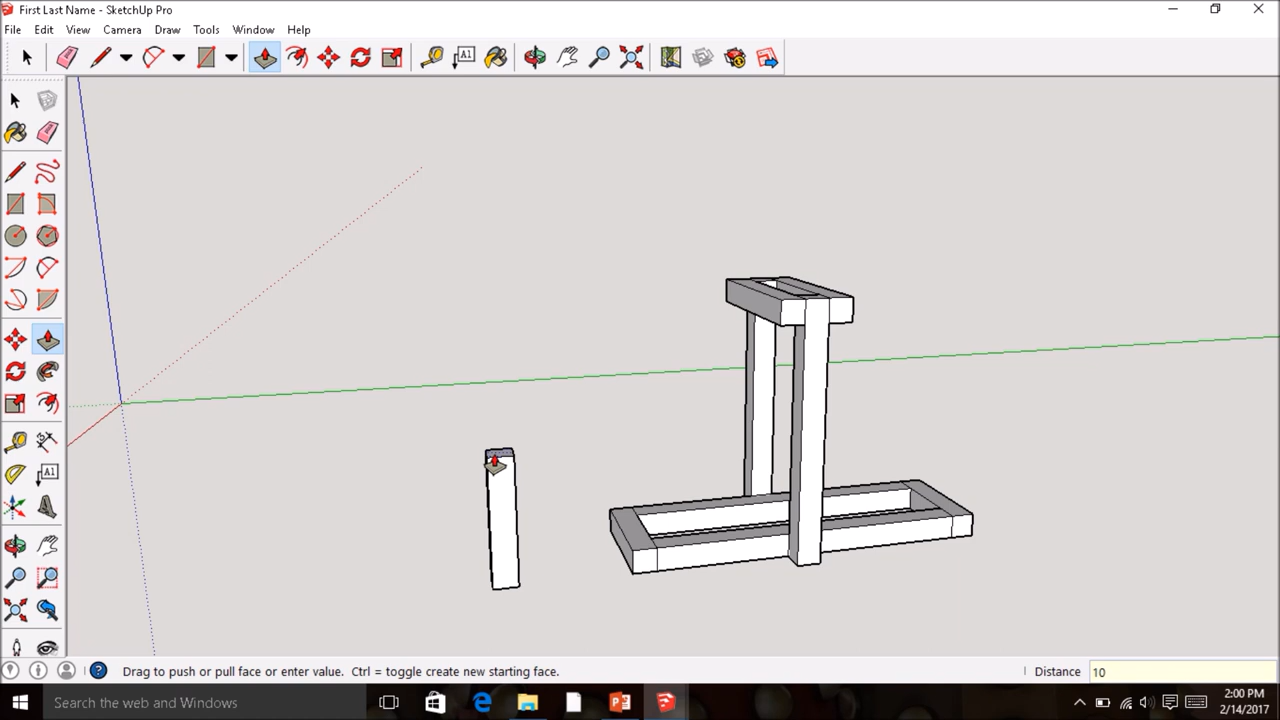 First Last Name - SketchUp Pro
File Edit View Camera Draw Tools Window Help
A1
A1
Drag to push or pull face or enter value. Ctrl = toggle create new starting face.
Distance 10
Search the web and Windows
2:00 PM
2/14/2017